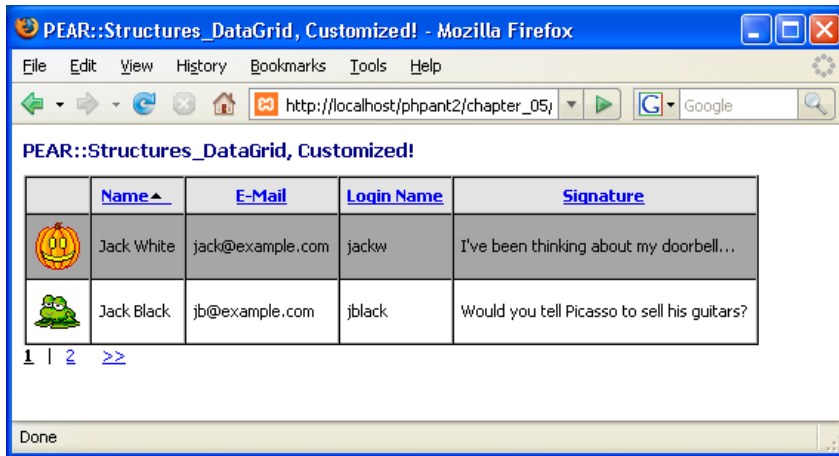 PEAR::Structures_DataGrid, Customized! - Mozilla Firefox
File Edit View History Bookmarks Tools Help
http://localhost/phpant2/chapter_05/ G Google
PEAR::Structures_DataGrid, Customized!
Name E-Mail Login Name Signature
Jack White jack@example.com jackw I've been thinking about my doorbell...
Jack Black jb@example.com jblack Would you tell Picasso to sell his guitars?
1 | 2 >>
Done